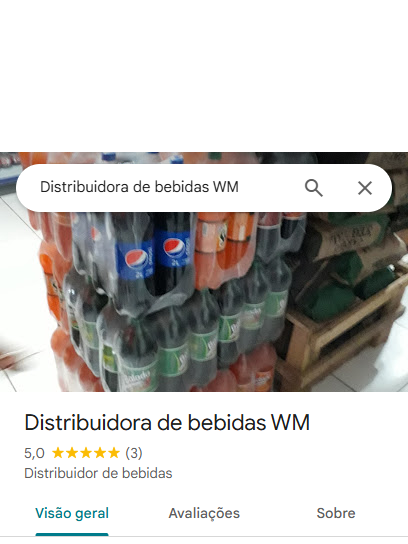 Distribuidora de bebidas WM
Distribuidora de bebidas WM
5,0 ★★★★★ (3)
Distribuidor de bebidas
Visão geral
Avaliações
Sobre